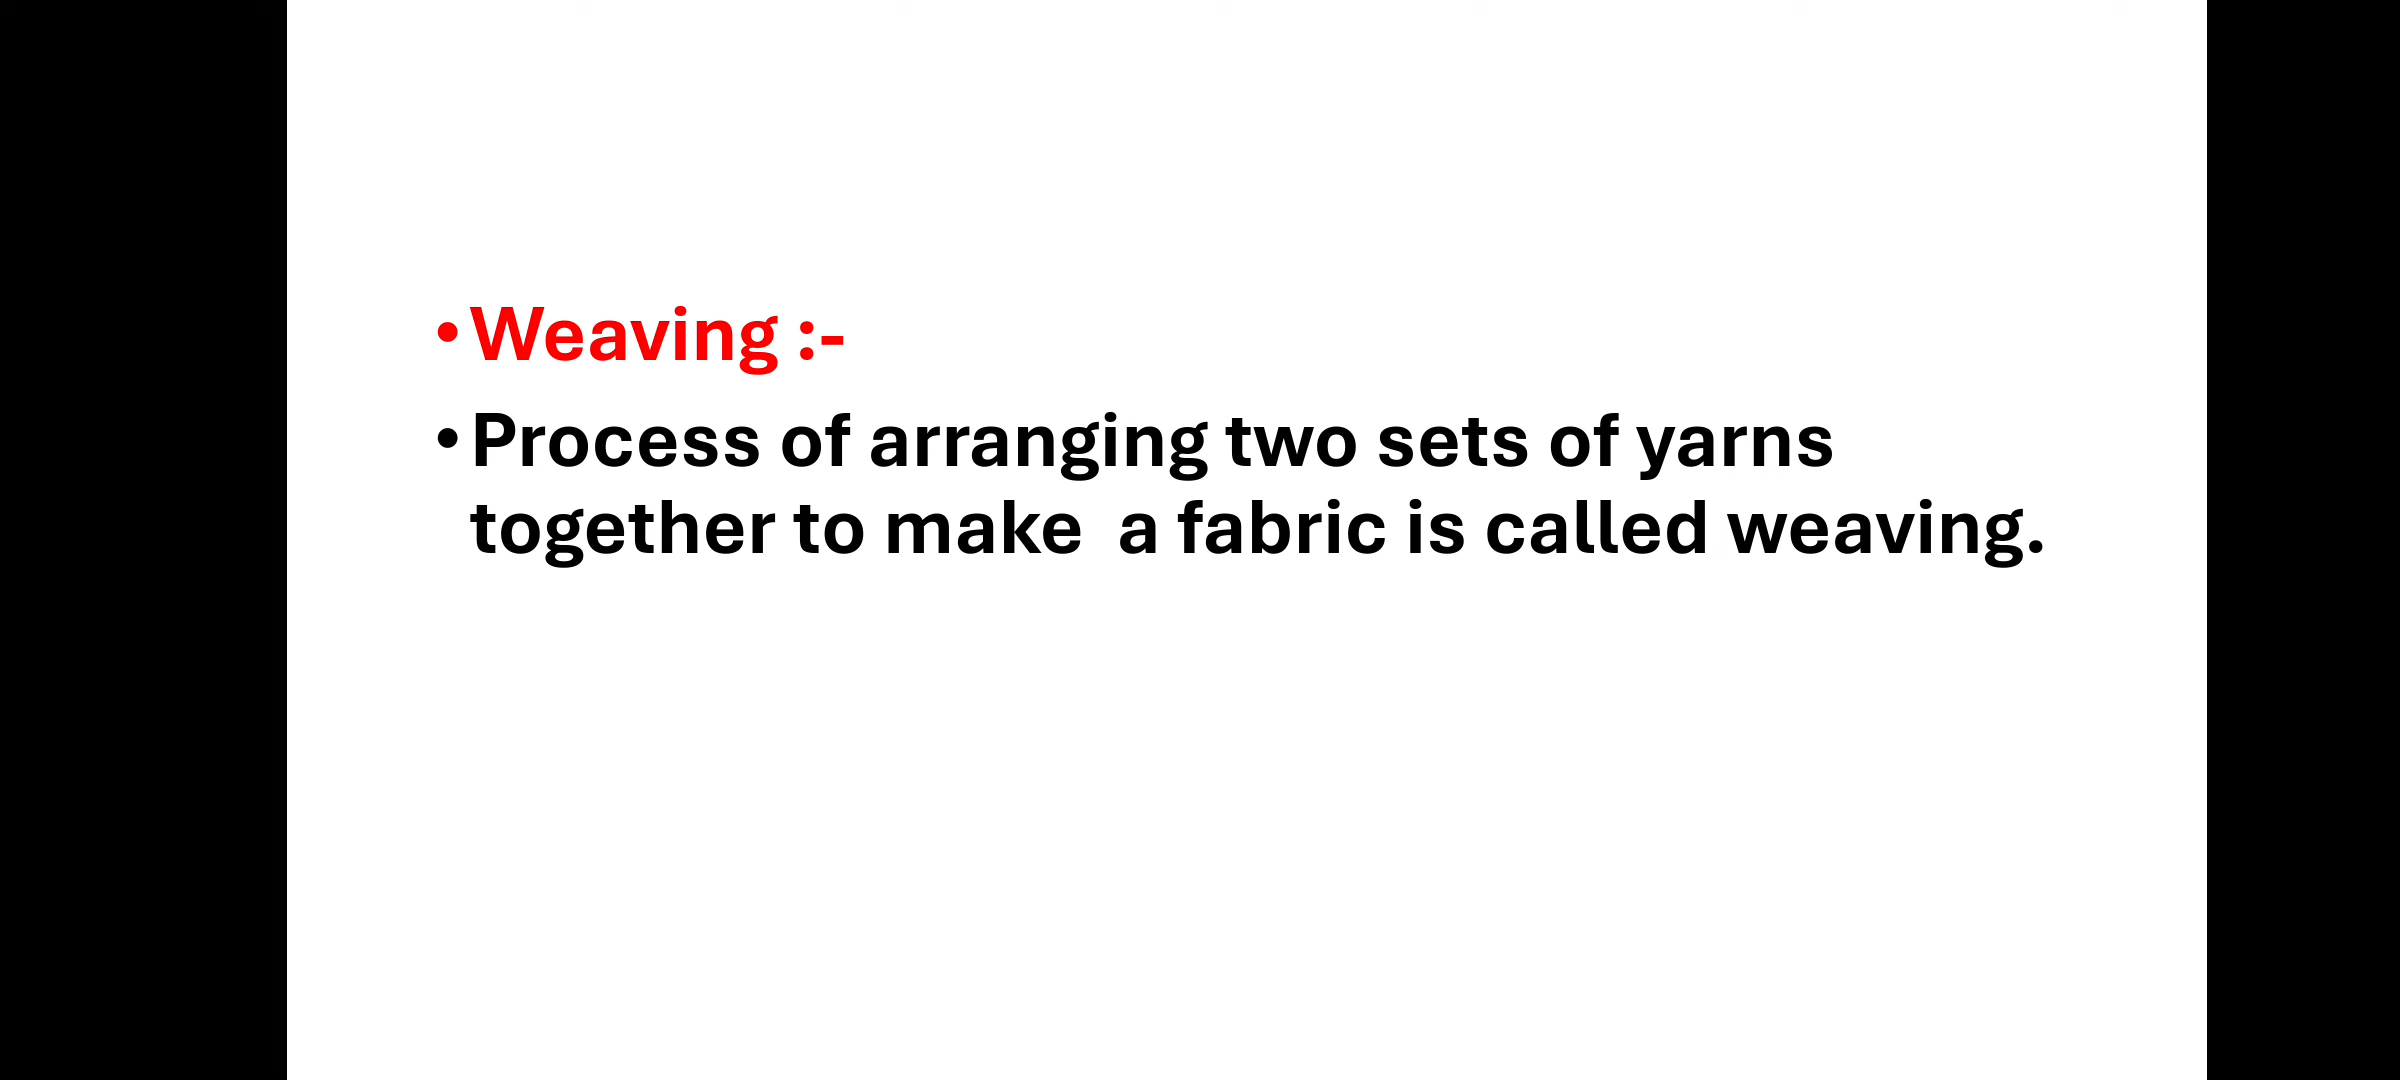 •Weaving :-
•Process of arranging two sets of yarns
together to make  a fabric is called weaving.